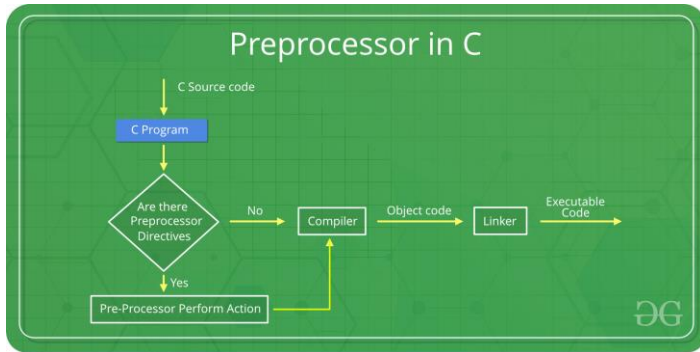 Preprocessor in C
C Source code
C Program
Are there
Preprocessor
Directives
No
Compiler
Object code
Linker
Executable
Code
Yes
Pre-Processor Perform Action